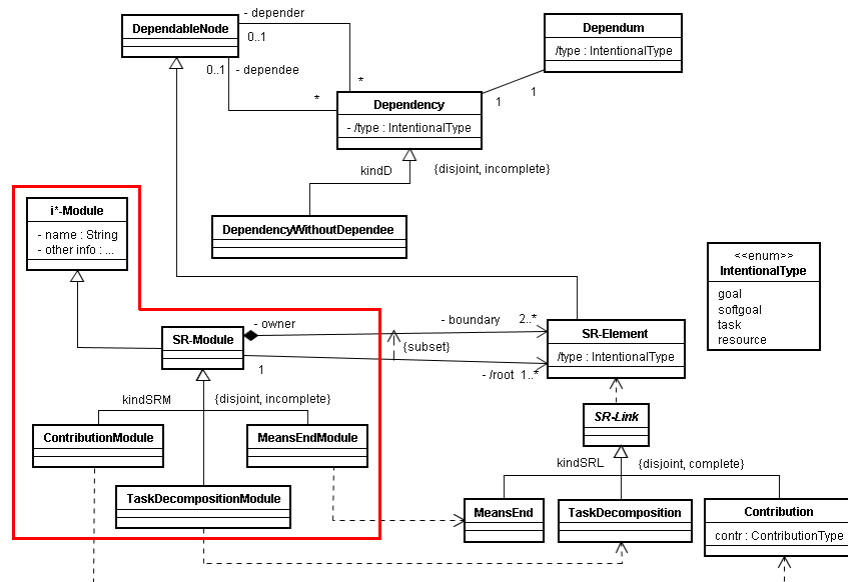 DependableNode
- depender
0..1
0..1
- dependee
*
*
Dependum
/type : IntentionalType
1
1
Dependency
- /type : IntentionalType
kindD
{disjoint, incomplete}
DependencyWithoutDependee
i*-Module
- name : String
- other info : ...
<<enum>>
IntentionalType
goal
softgoal
task
resource
SR-Module
- owner
- boundary
2..*
{subset}
1
- /root
1..*
SR-Element
/type : IntentionalType
SR-Link
kindSRM
{disjoint, incomplete}
ContributionModule
MeansEndModule
TaskDecompositionModule
kindSRL
{disjoint, complete}
MeansEnd
TaskDecomposition
Contribution
contr : ContributionType